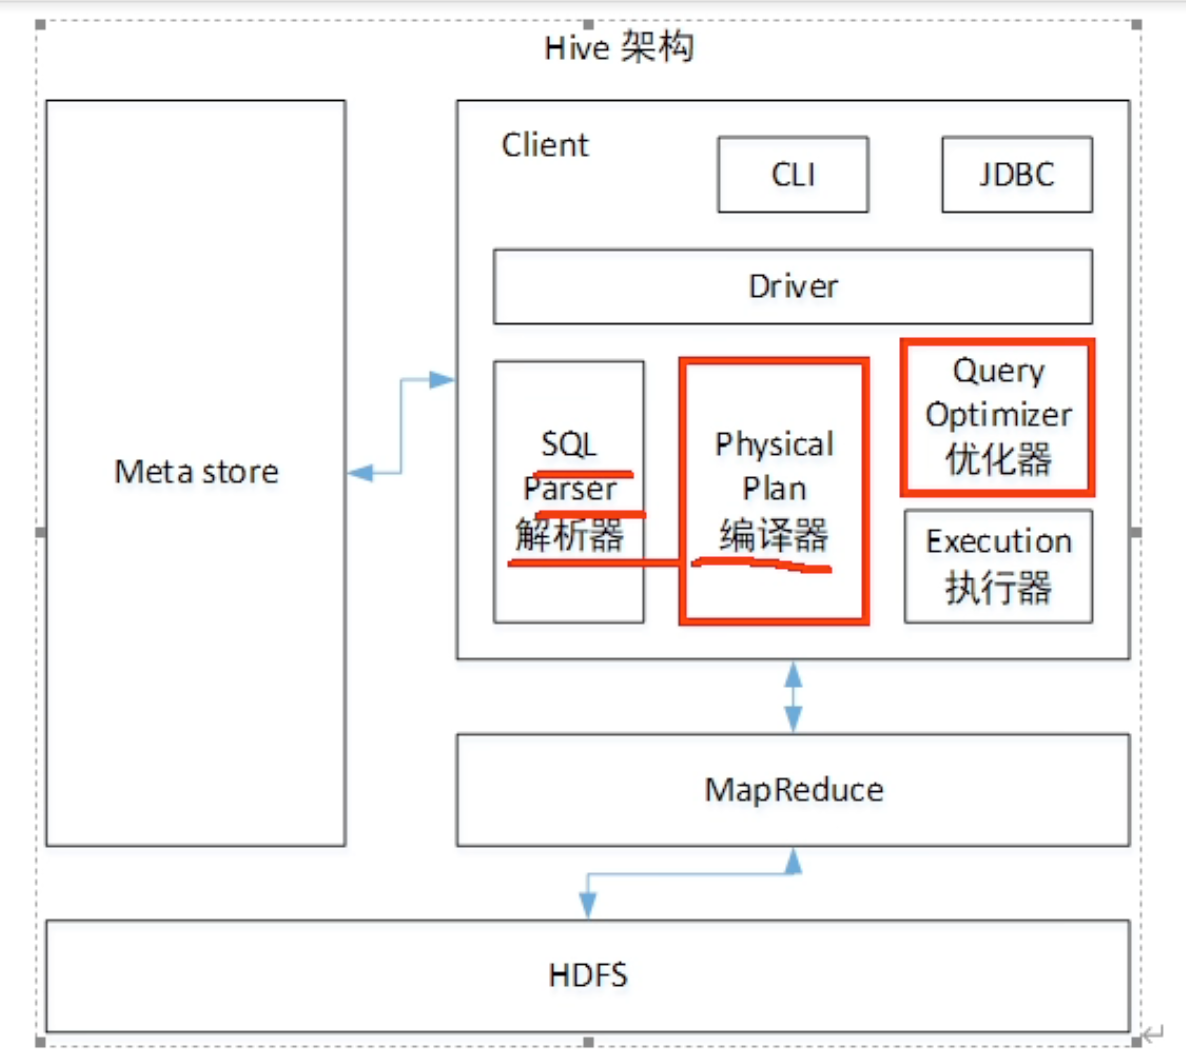 Hive 架构
Client
CLI
JDBC
Driver
Meta store
SQL
Parser
解析器
Physical
Plan
编译器
Query
Optimizer
优化器
Execution
执行器
MapReduce
HDFS